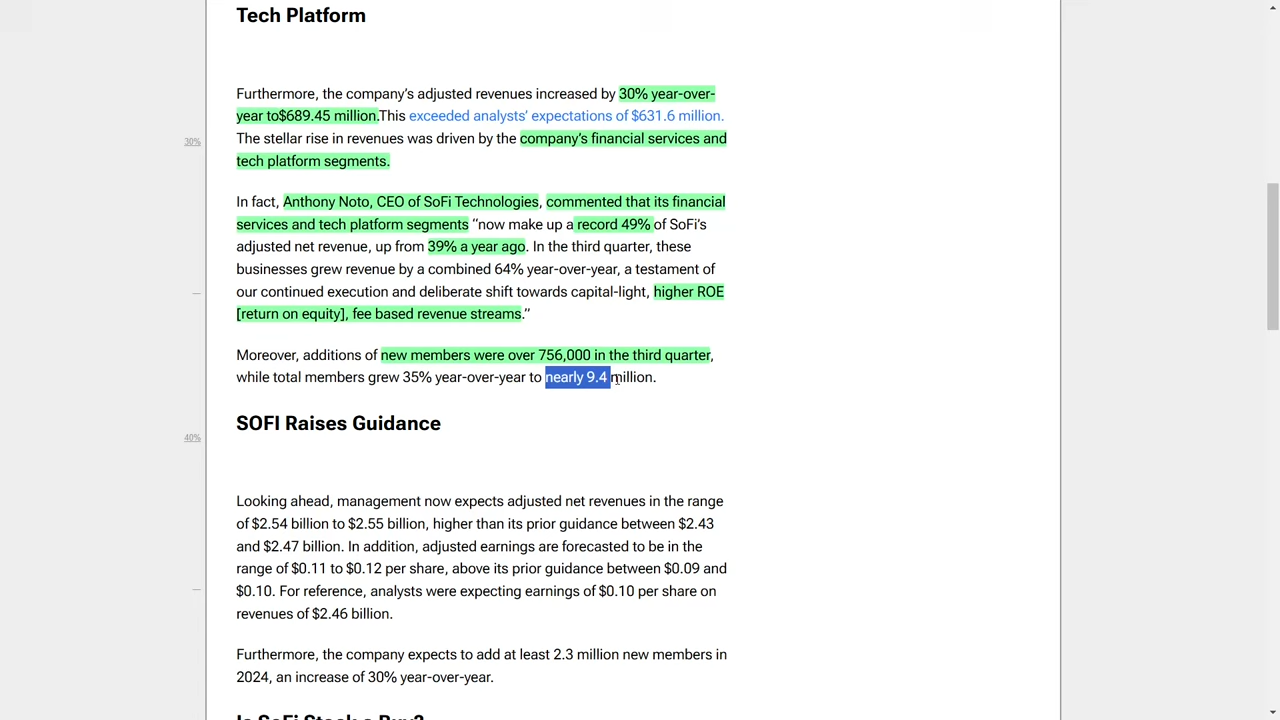 Tech Platform
Furthermore, the company's adjusted revenues increased by 30% year-over-
year to$689.45 million.This exceeded analysts' expectations of $631.6 million.
The stellar rise in revenues was driven by the company's financial services and
30%
tech platform segments.
In fact, Anthony Noto, CEO of SoFi Technologies, commented that its financial
services and tech platform segments “now make up a record 49% of SoFi's
adjusted net revenue, up from 39% a year ago. In the third quarter, these
businesses grew revenue by a combined 64% year-over-year, a testament of
our continued execution and deliberate shift towards capital-light, higher ROE
[return on equity], fee based revenue streams.”
Moreover, additions of new members were over 756,000 in the third quarter,
while total members grew 35% year-over-year to nearly 9.4 million.
SOFI Raises Guidance
40%
Looking ahead, management now expects adjusted net revenues in the range
of $2.54 billion to $2.55 billion, higher than its prior guidance between $2.43
and $2.47 billion. In addition, adjusted earnings are forecasted to be in the
range of $0.11 to $0.12 per share, above its prior guidance between $0.09 and
$0.10. For reference, analysts were expecting earnings of $0.10 per share on
revenues of $2.46 billion.
Furthermore, the company expects to add at least 2.3 million new members in
2024, an increase of 30% year-over-year.
Is SoFi Stock a Buy?